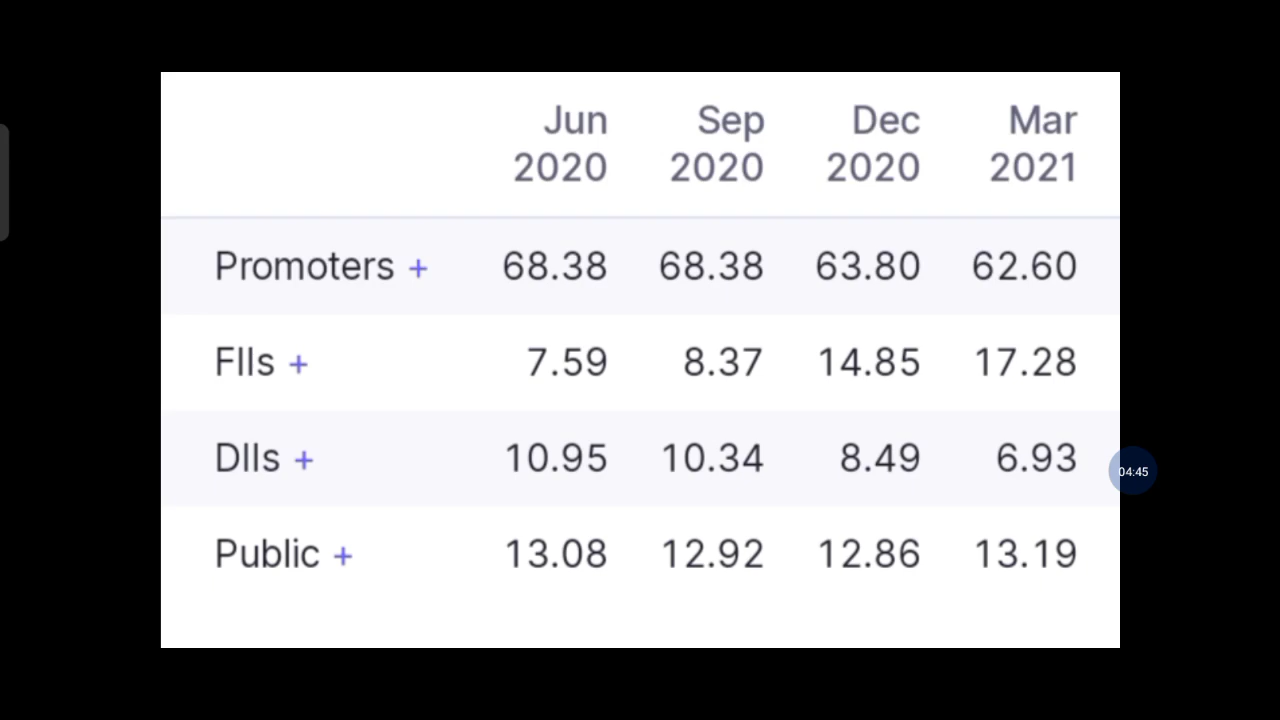 Jun Sep Dec Mar
2020 2020 2020 2021
Promoters + 68.38 68.38 63.80 62.60
FIIs + 7.59 8.37 14.85 17.28
DIIs + 10.95 10.34 8.49 6.93
Public + 13.08 12.92 12.86 13.19
04:45